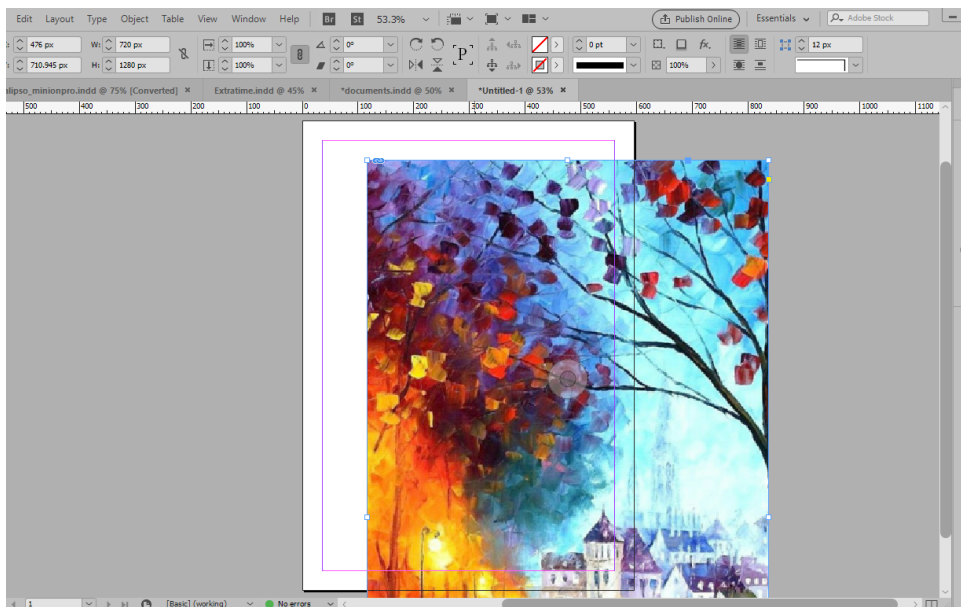 Edit Layout Type Object Table View Window Help Br St 53.3% Publish Online Essentials Adobe Stock
476 px W: 720 px 100% 0° P 0 pt fx. 12 px
710.945 px H: 1280 px 100% 0° 100%
alipso_minionpro.indd @ 75% [Converted] × Extratime.indd @ 45% × *documents.indd @ 50% × *Untitled-1 @ 53% ×
500 400 300 200 100 0 100 200 300 400 500 600 700 800 900 1000 1100
1 [Basic] (working) No errors